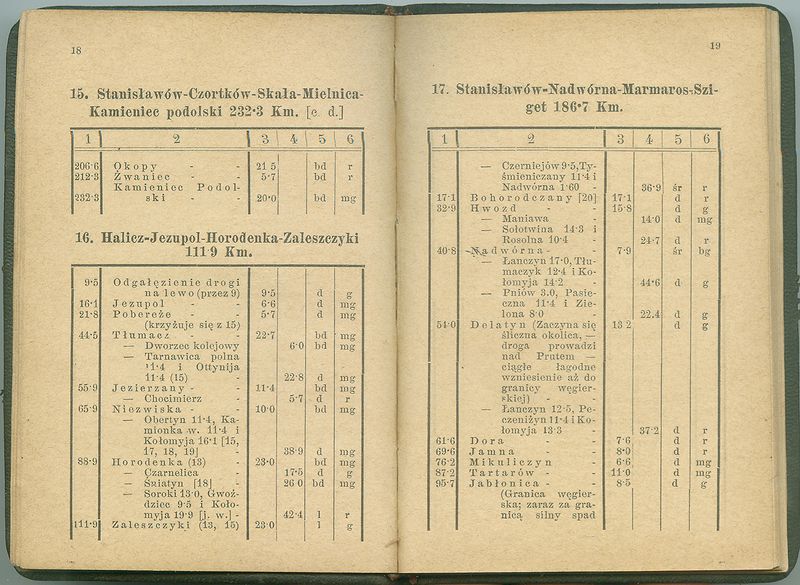 18
15. Stanisławów-Czortków-Skała-Mielnica-
Kamieniec podolski 232·3 Km. [c d.]
1 2 3 4 5 6
206·6 Okopy - - 21 5 bd r
212·3 Żwaniec - - 5·7 bd r
Kamieniec Podol-
232·3 ski - - 20·0 bd mg
16. Halicz-Jezupol-Horodenka-Zaleszczyki
111·9 Km.
9·5 Odgałęzienie drogi
na lewo (przez 9) 9·5 d g
16·1 Jezupol - - 6·6 d mg
21·8 Pobereże - - 5·7 d mg
(krzyżuje się z 15)
44·5 Tłumacz - - 22·7 bd mg
— Dworzec kolejowy 6·0 bd mg
— Tarnawica polna
11·4 i Ottynija
11·4 (15) - 22·8 d mg
55·9 Jezierzany - - 11·4 bd mg
— Chocimierz - 5·7 d r
65·9 Niezwiska - - 10·0 bd mg
— Obertyn 11·4, Ka-
mionka w. 11·4 i
Kołomyja 16·1 [15,
17, 18, 19] - 38·9 d mg
88·9 Horodenka (13) - 23·0 bd mg
— Czarnelica - 17·5 d g
— Śniatyn [18] - 26 0 bd mg
— Soroki 13·0, Gwoź-
dziec 9·5 i Koło-
myja 19·9 [j. w.] - 42·4 l r
111·9 Zaleszczyki (13, 15) 23·0 l g
19
17. Stanisławów-Nadwórna-Marmaros-Szi-
get 186·7 Km.
1 2 3 4 5 6
— Czerniejów 9·5, Ty-
śmieniczany 11·4 i
Nadwórna 1·60 - 36·9 śr r
17·1 Bohorodczany [20] 17·1 d r
32·9 Hwozd - - 15·8 d g
— Maniawa - 14·0 d mg
— Sołotwina 14·3 i
Rosolna 10·4 - 24·7 d r
40·8 Nadwórna - - 7·9 śr bg
— Łanczyn 17·0, Tłu-
maczyk 12·4 i Ko-
łomyja 14·2 - 44·6 d g
— Pniów 3.0, Pasie-
czna 11·4 i Zie-
lona 8·0 - 22.4 d g
54·0 Delatyn (Zaczyna się 13 2 d g
śliczna okolica, —
droga prowadzi
nad Prutem —
ciągłe łagodne
wzniesienie aż do
granicy węgier-
skiej) - -
— Łanczyn 12·5, Pe-
czeniżyn 11·4 i Ko-
łomyja 13·3 - 37·2 d r
61·6 Dora - - 7·6 d r
69·6 Jamna - - 8·0 d r
76·2 Mikuliczyn - 6·6 d mg
87·2 Tartarów - - 11·0 d mg
95·7 Jabłonica - - 8·5 d g
(Granica węgier-
ska; zaraz za gra-
nicą silny spad